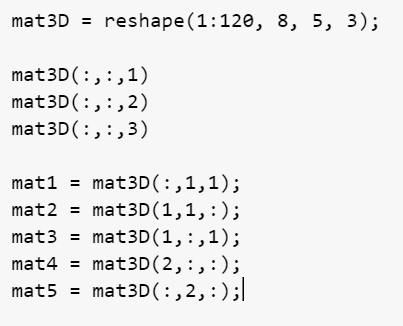 mat3D = reshape(1:120, 8, 5, 3);
mat3D(:,:,1)
mat3D(:,:,2)
mat3D(:,:,3)
mat1 = mat3D(:,1,1);
mat2 = mat3D(1,1,:);
mat3 = mat3D(1,:,1);
mat4 = mat3D(2,:,:);
mat5 = mat3D(:,2,:);